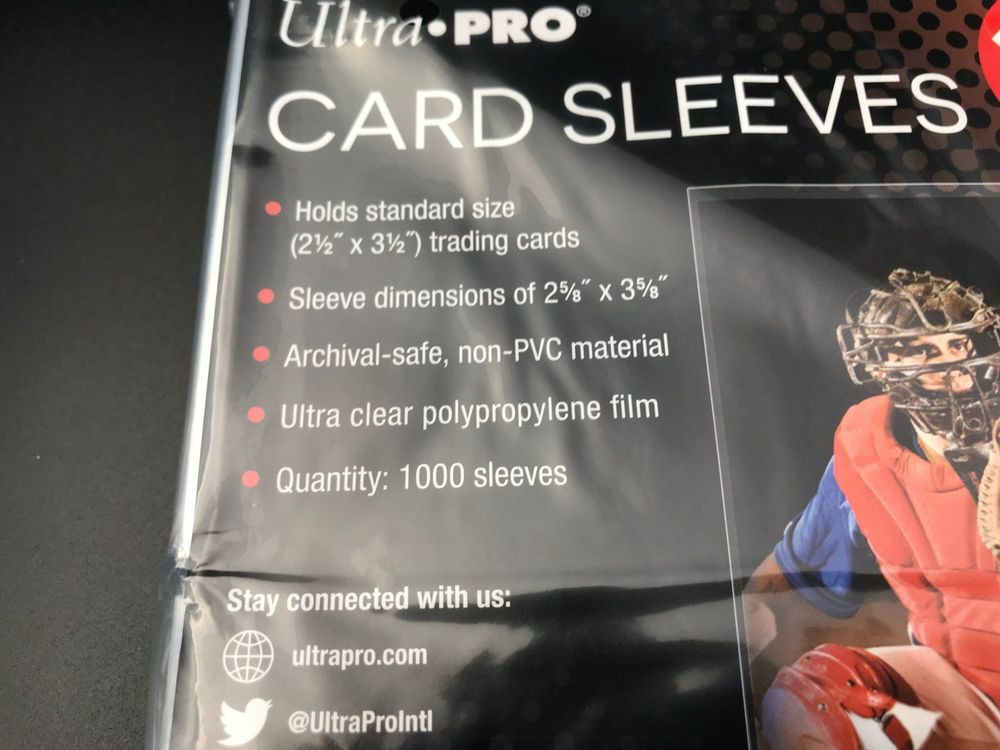 Ultra•PRO®
CARD SLEEVES
• Holds standard size
(2½˝ x 3½˝) trading cards
• Sleeve dimensions of 2⅝˝ x 3⅝˝
• Archival-safe, non-PVC material
• Ultra clear polypropylene film
• Quantity: 1000 sleeves
Stay connected with us:
ultrapro.com
@UltraProIntl